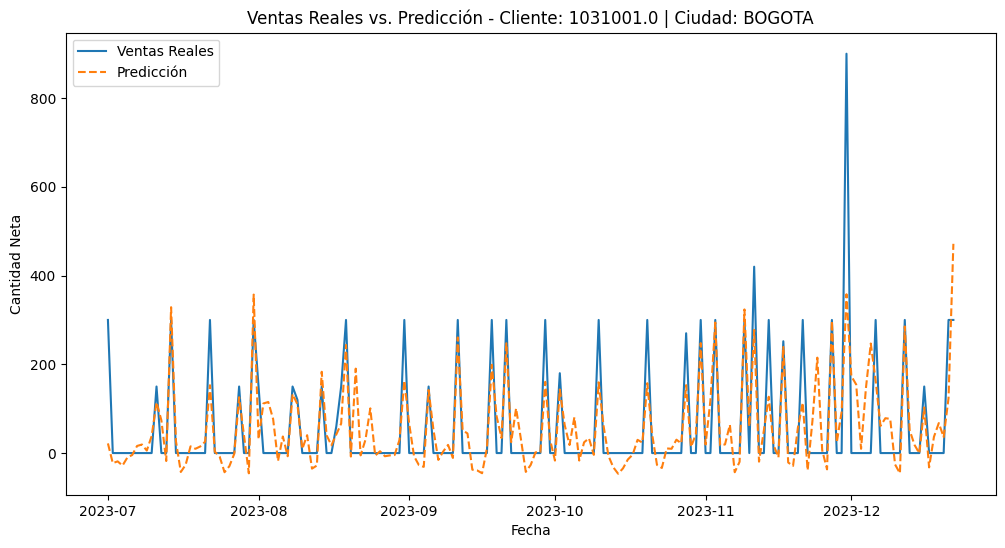 Ventas Reales vs. Predicción - Cliente: 1031001.0 | Ciudad: BOGOTA
Ventas Reales
Predicción
Cantidad Neta
800
600
400
200
0
2023-07
2023-08
2023-09
2023-10
2023-11
2023-12
Fecha